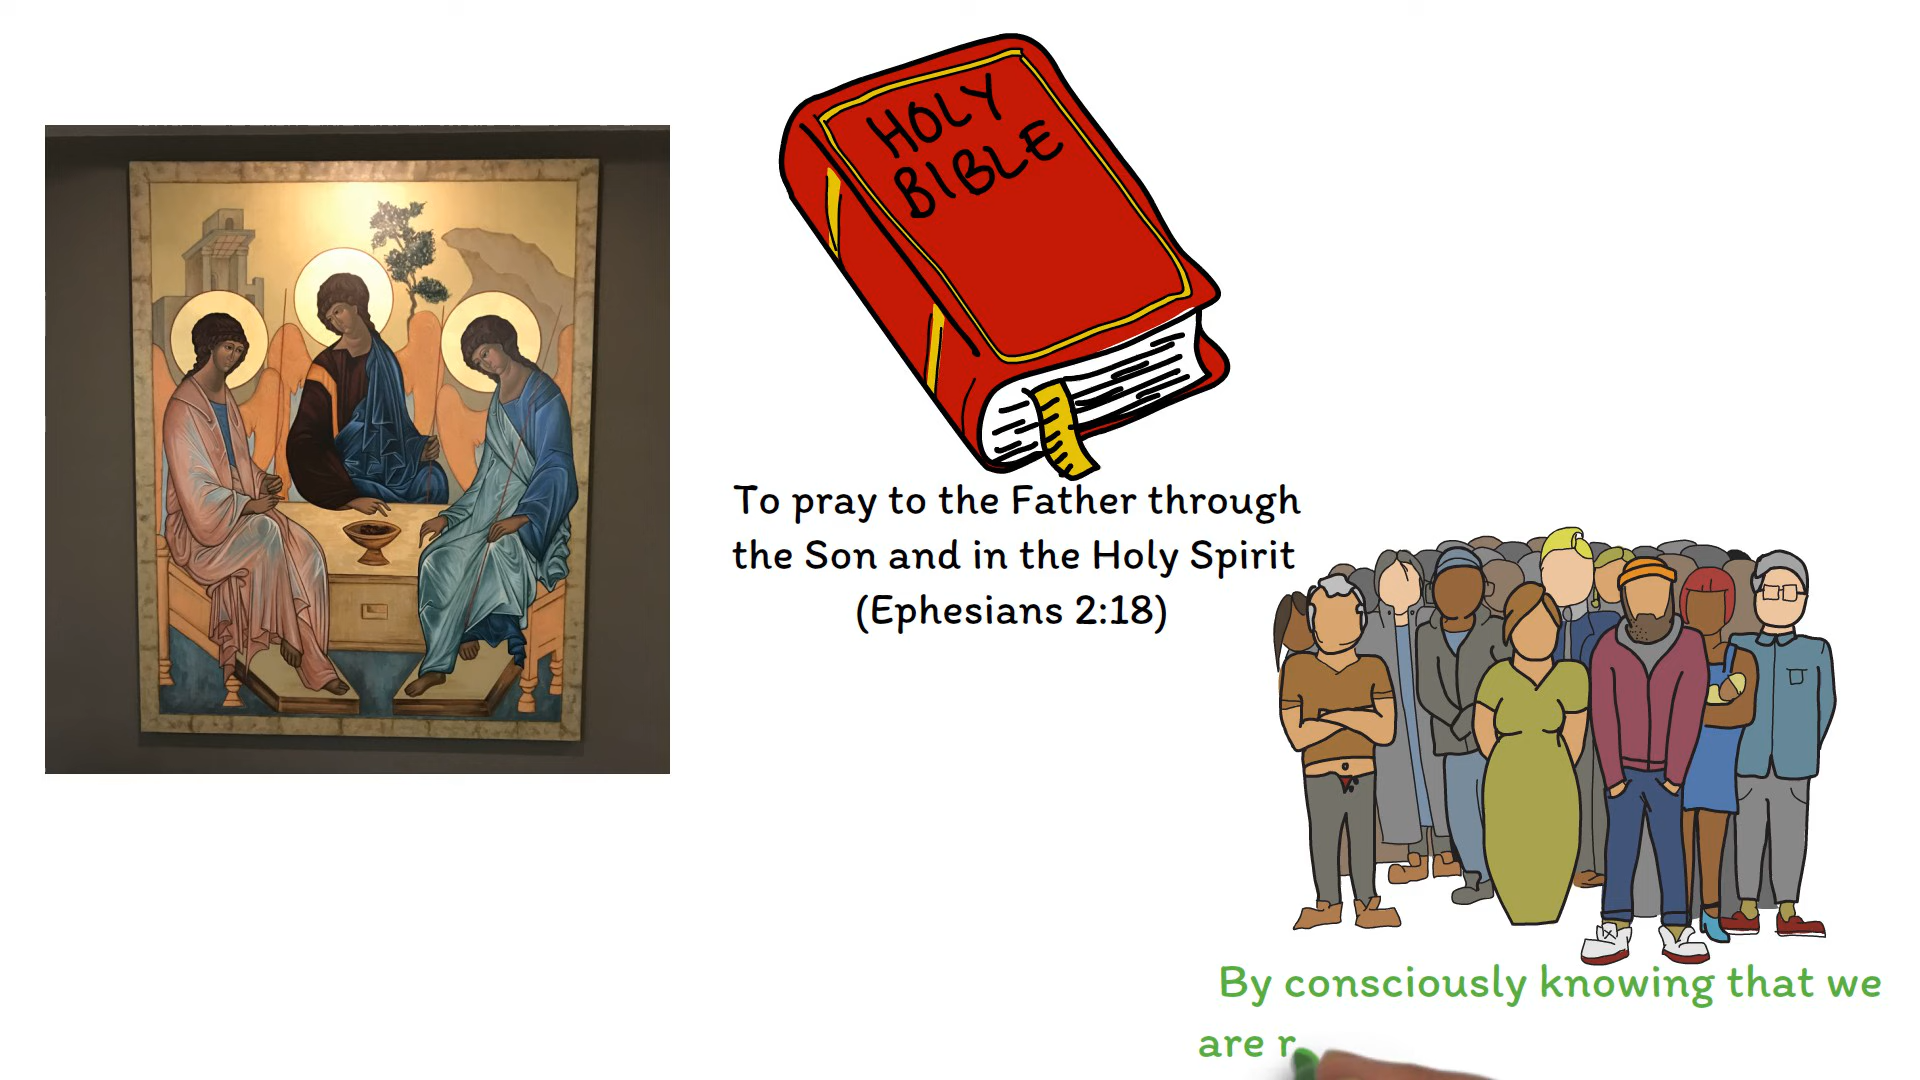 HOLY
BIBLE
To pray to the Father through
the Son and in the Holy Spirit
(Ephesians 2:18)
By consciously knowing that we
are r